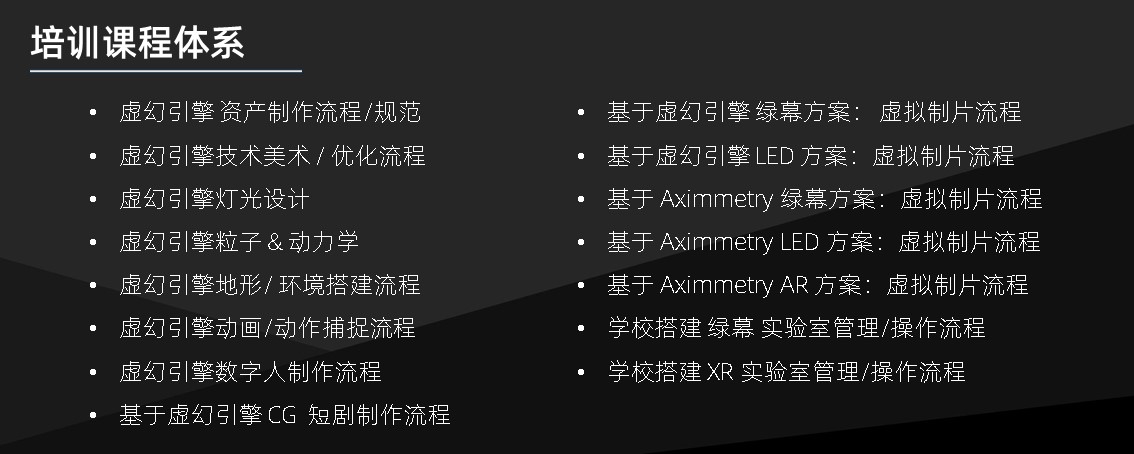 培训课程体系
• 虚幻引擎 资产制作流程/规范
• 虚幻引擎技术美术 / 优化流程
• 虚幻引擎灯光设计
• 虚幻引擎粒子 & 动力学
• 虚幻引擎地形/ 环境搭建流程
• 虚幻引擎动画/动作捕捉流程
• 虚幻引擎数字人制作流程
• 基于虚幻引擎 CG 短剧制作流程
• 基于虚幻引擎 绿幕方案： 虚拟制片流程
• 基于虚幻引擎 LED 方案：虚拟制片流程
• 基于 Aximmetry 绿幕方案：虚拟制片流程
• 基于 Aximmetry LED 方案：虚拟制片流程
• 基于 Aximmetry AR 方案：虚拟制片流程
• 学校搭建 绿幕 实验室管理/操作流程
• 学校搭建 XR 实验室管理/操作流程